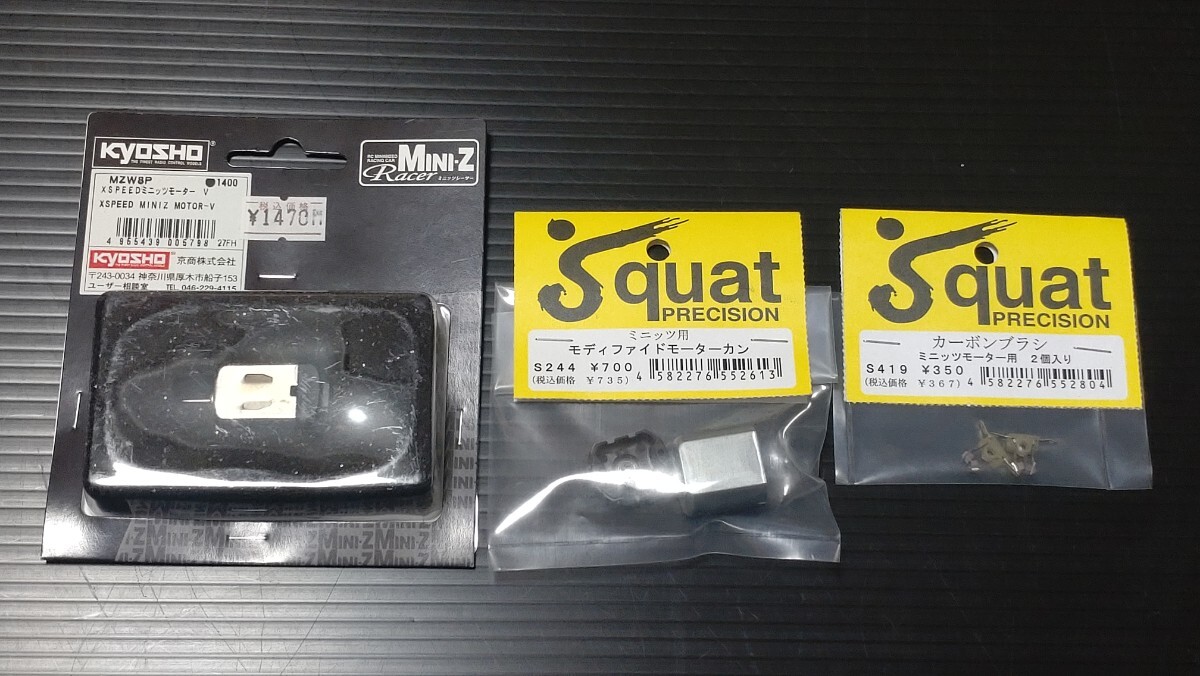 KYOSHO®
THE FINEST RADIO CONTROL MODELS
RC MINISIZED
RACING CAR
MINI-Z
Racer
ミニッツレーサー
MZW8P ●1400
XSPEEDミニッツモーター V
XSPEED MINIZ MOTOR-V
4 955439 005798 27FH
KYOSHO 京商株式会社
〒243-0034 神奈川県厚木市船子153
ユーザー相談室 TEL.046-229-4115
税込価格
¥1470
MINI-Z MINI-Z MINI-Z
Squat
PRECISION
ミニッツ用
モディファイドモーターカン
S244 ¥700
(税込価格 ¥735)
4 582276 552613
Squat
PRECISION
カーボンブラシ
ミニッツモーター用 2個入り
S419 ¥350
(税込価格 ¥367)
4 582276 552804